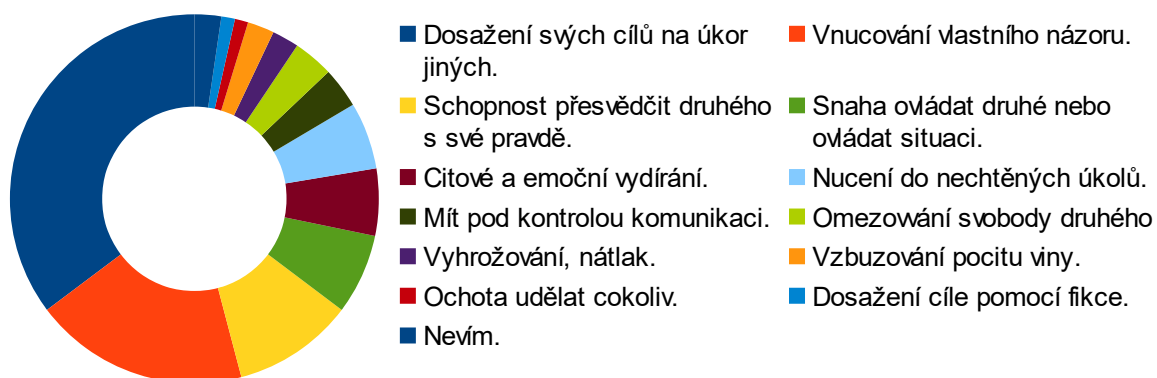 Dosažení svých cílů na úkor
jiných.
Vnucování vlastního názoru.
Schopnost přesvědčit druhého
s své pravdě.
Snaha ovládat druhé nebo
ovládat situaci.
Citové a emoční vydírání.
Nucení do nechtěných úkolů.
Mít pod kontrolou komunikaci.
Omezowání svobody druhého
Vyhrožování, nátlak.
Vzbuzování pocitu viny.
Ochota udělat cokoliv.
Dosažení cíle pomocí fikce.
Nevím.